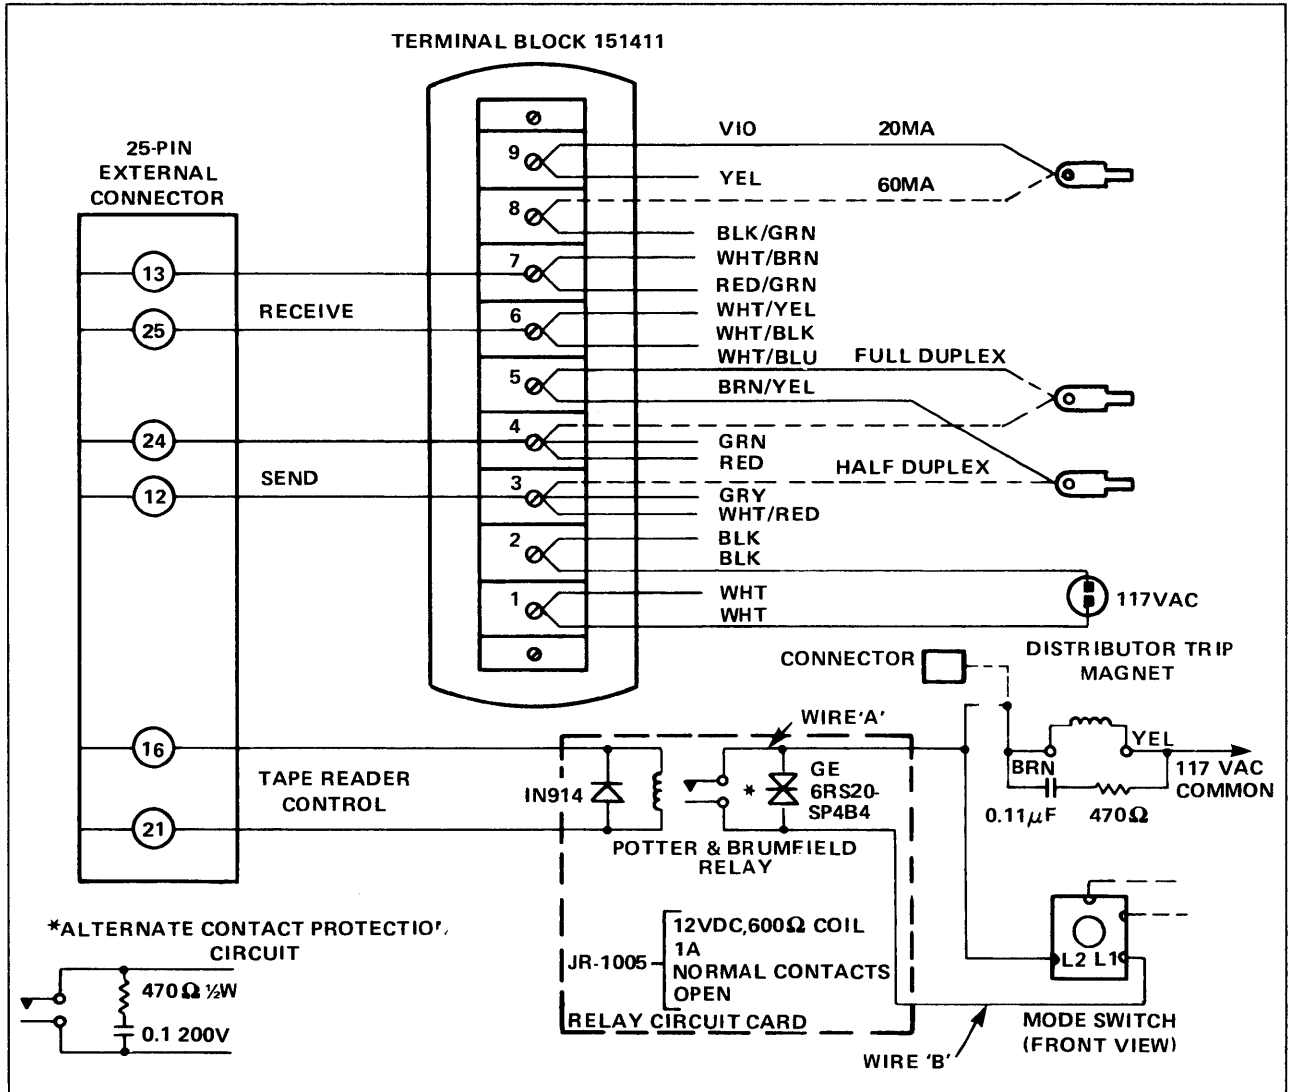 TERMINAL BLOCK 151411
25-PIN
EXTERNAL
CONNECTOR
13
25
24
12
16
21
RECEIVE
SEND
TAPE READER
CONTROL
9
8
7
6
5
4
3
2
1
VIO 20MA
YEL 60MA
BLK/GRN
WHT/BRN
RED/GRN
WHT/YEL
WHT/BLK
WHT/BLU FULL DUPLEX
BRN/YEL
GRN
RED HALF DUPLEX
GRY
WHT/RED
BLK
BLK
WHT
WHT
117VAC
DISTRIBUTOR TRIP
MAGNET
CONNECTOR
WIRE 'A'
BRN
YEL
117 VAC
COMMON
0.11µF 470Ω
IN914
*
GE
6RS20-
SP4B4
POTTER & BRUMFIELD
RELAY
JR-1005
12VDC,600Ω COIL
1A
NORMAL CONTACTS
OPEN
RELAY CIRCUIT CARD
L2 L1
MODE SWITCH
(FRONT VIEW)
WIRE 'B'
*ALTERNATE CONTACT PROTECTIO
CIRCUIT
470Ω ½W
0.1 200V